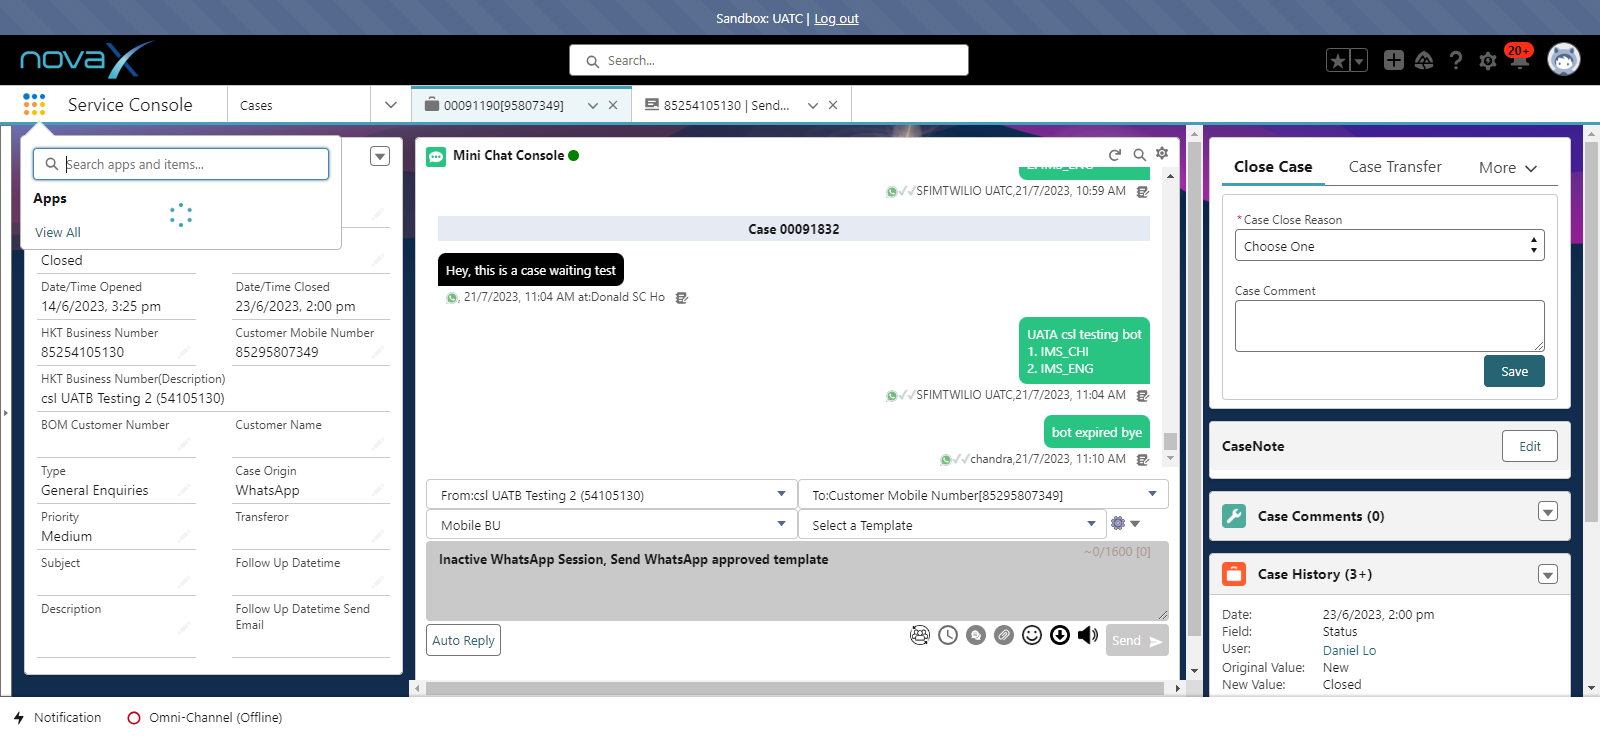 Sandbox: UATC | Log out
novaX
Search...
20+
Service Console
Cases
00091190[95807349]
85254105130 | Send...
Search apps and items...
Apps
View All
Closed
Date/Time Opened
14/6/2023, 3:25 pm
Date/Time Closed
23/6/2023, 2:00 pm
HKT Business Number
85254105130
Customer Mobile Number
85295807349
HKT Business Number(Description)
csl UATB Testing 2 (54105130)
BOM Customer Number
Customer Name
Type
General Enquiries
Case Origin
WhatsApp
Priority
Medium
Transferor
Subject
Follow Up Datetime
Description
Follow Up Datetime Send
Email
Mini Chat Console
SFIMTWILIO UATC,21/7/2023, 10:59 AM
Case 00091832
Hey, this is a case waiting test
, 21/7/2023, 11:04 AM at:Donald SC Ho
UATA csl testing bot
1. IMS_CHI
2. IMS_ENG
SFIMTWILIO UATC,21/7/2023, 11:04 AM
bot expired bye
chandra,21/7/2023, 11:10 AM
From:csl UATB Testing 2 (54105130)
To:Customer Mobile Number[85295807349]
Mobile BU
Select a Template
~0/1600 [0]
Inactive WhatsApp Session, Send WhatsApp approved template
Auto Reply
Send
Close Case
Case Transfer
More
*Case Close Reason
Choose One
Case Comment
Save
CaseNote
Edit
Case Comments (0)
Case History (3+)
Date: 23/6/2023, 2:00 pm
Field: Status
User: Daniel Lo
Original Value: New
New Value: Closed
Notification
Omni-Channel (Offline)